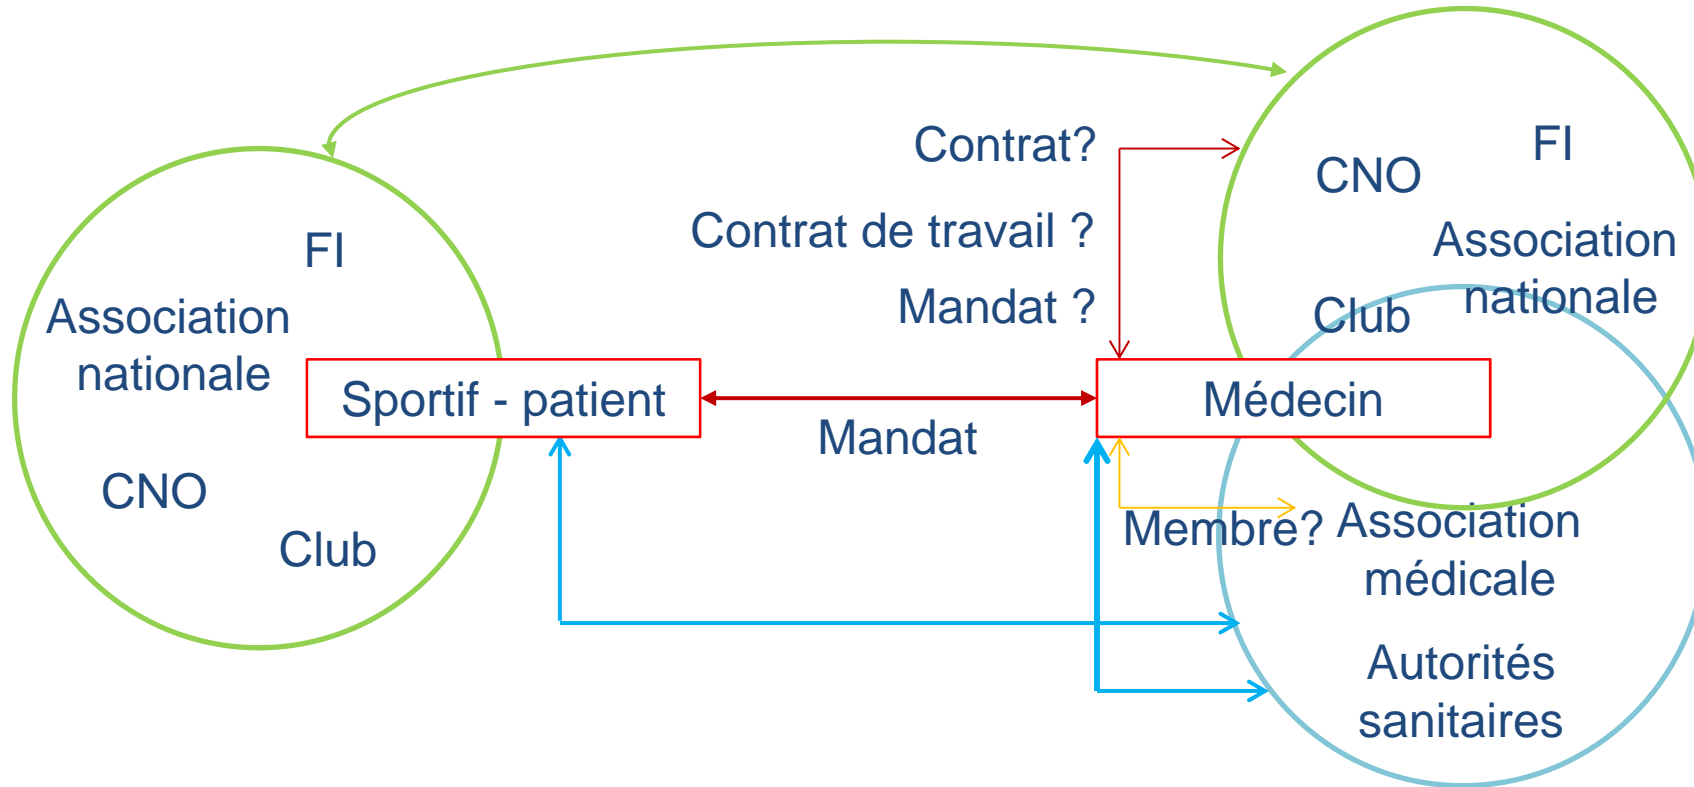 FI
Association
nationale
Sportif - patient
CNO
Club
Contrat?
Contrat de travail ?
Mandat ?
Mandat
FI
CNO
Association
nationale
Club
Médecin
Membre?
Association
médicale
Autorités
sanitaires